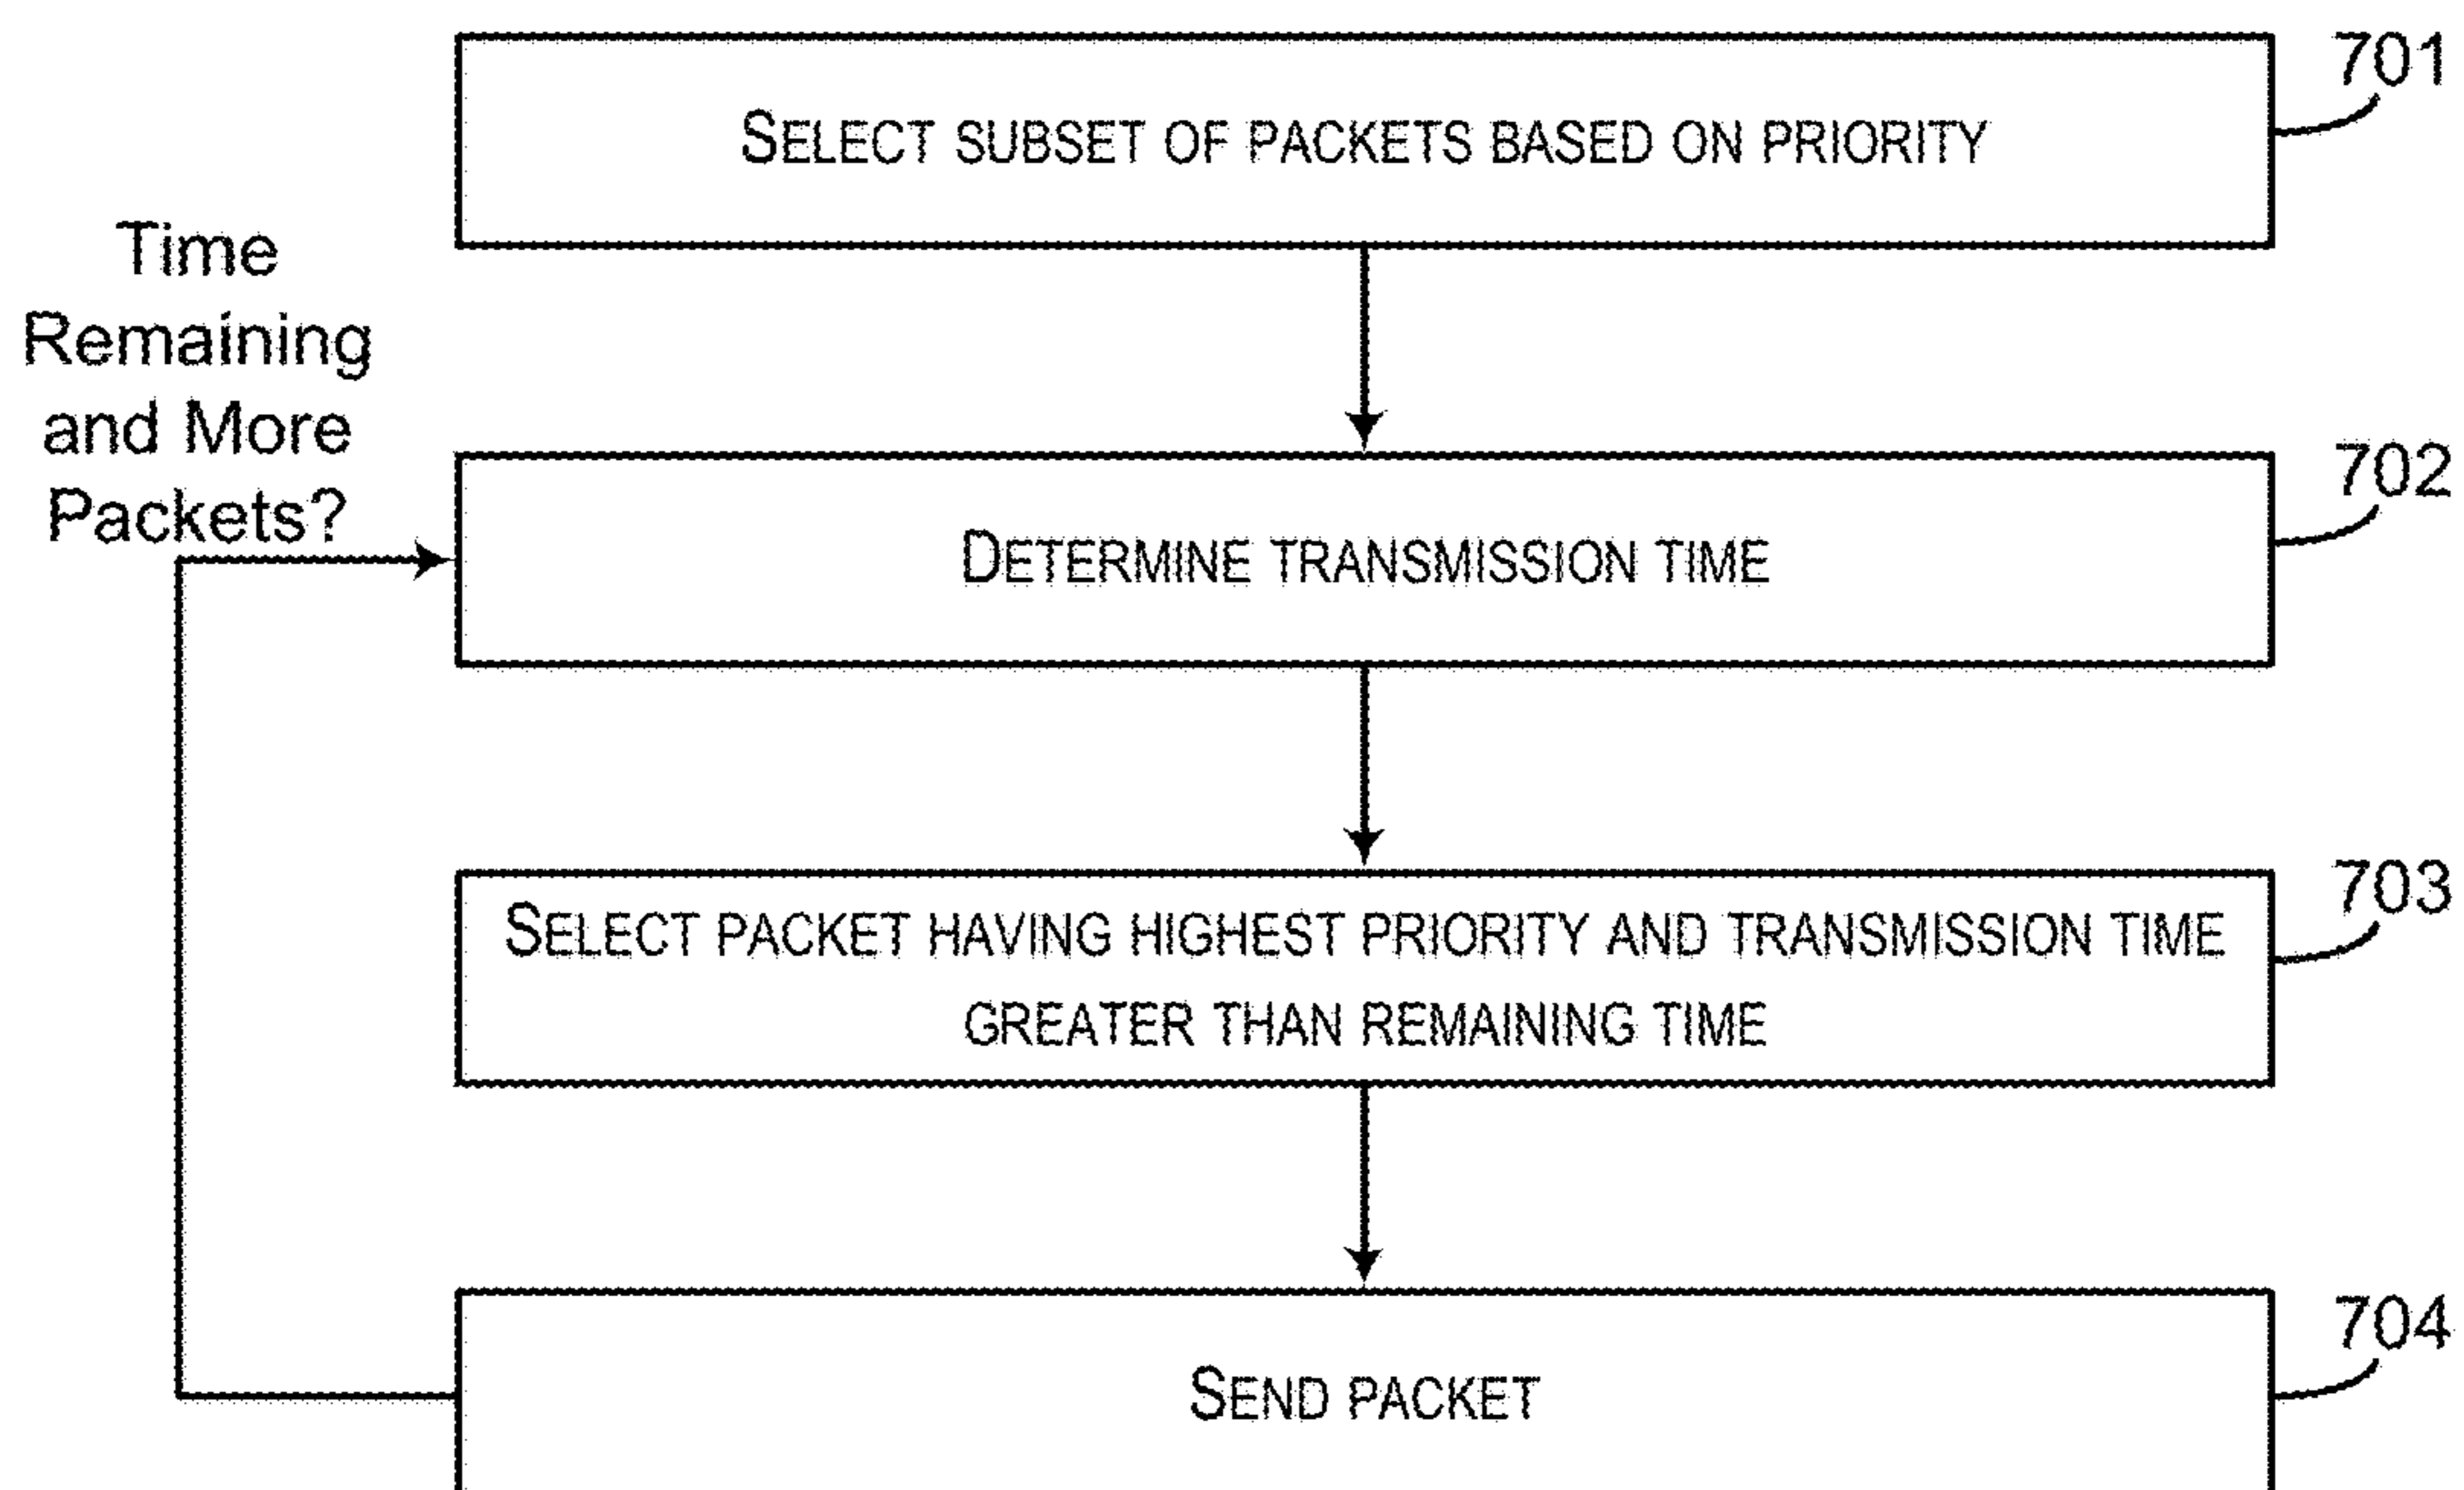 701
SELECT SUBSET OF PACKETS BASED ON PRIORITY
Time
Remaining
and More
Packets?
702
DETERMINE TRANSMISSION TIME
703
SELECT PACKET HAVING HIGHEST PRIORITY AND TRANSMISSION TIME
GREATER THAN REMAINING TIME
704
SEND PACKET